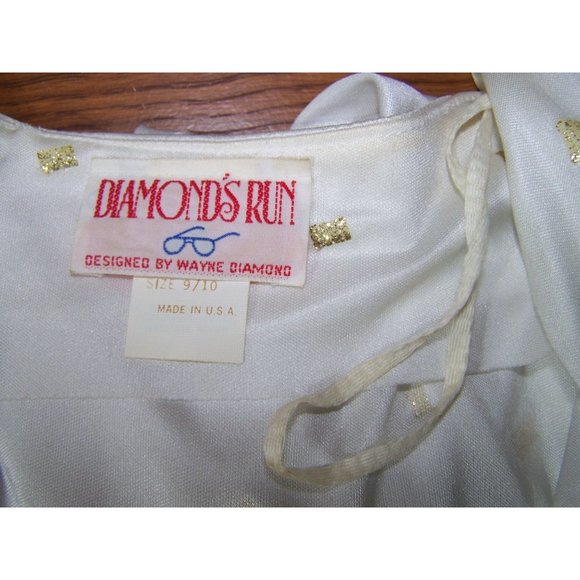 DIAMOND'S RUN
DESIGNED BY WAYNE DIAMOND
SIZE 9/10
MADE IN U.S.A.